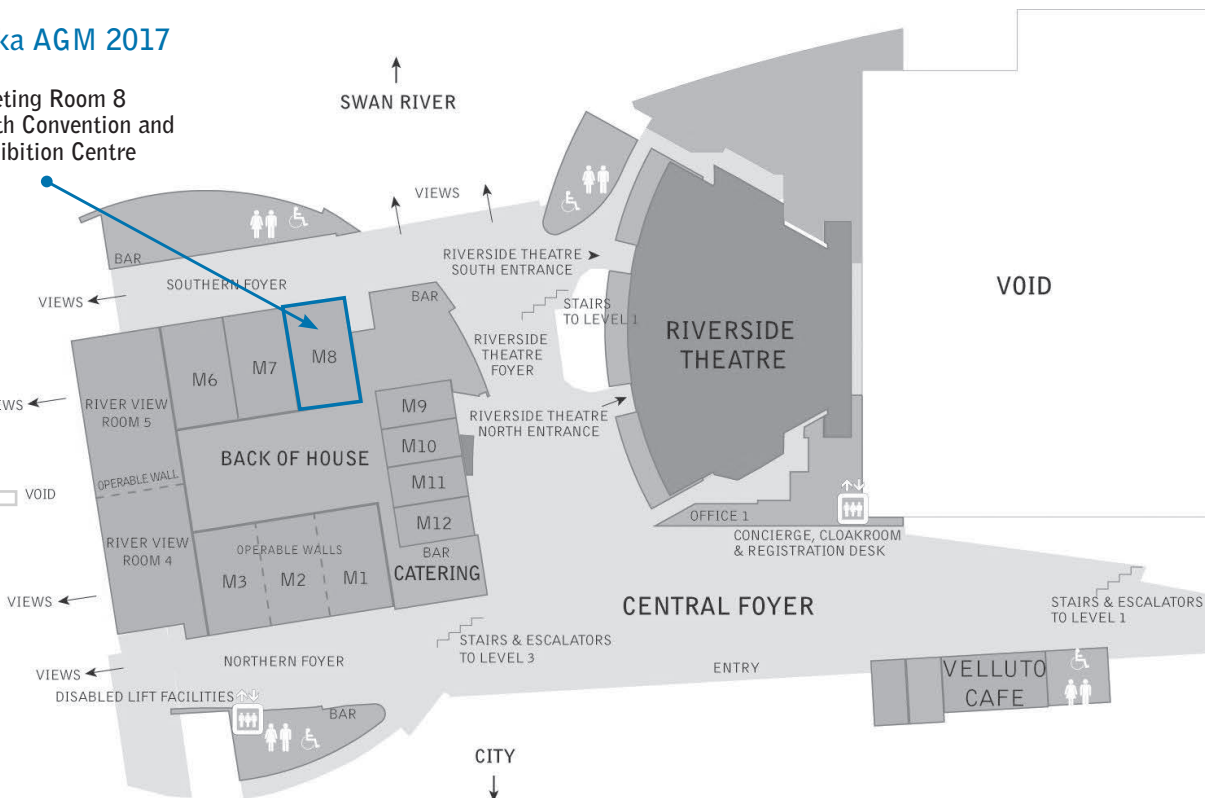 ka AGM 2017
eting Room 8
th Convention and
ibition Centre
SWAN RIVER
VIEWS
BAR
SOUTHERN FOYER
VIEWS
RIVERSIDE THEATRE
SOUTH ENTRANCE
BAR
STAIRS
TO LEVEL 1
VOID
RIVERSIDE
THEATRE
RIVERSIDE
THEATRE
FOYER
M8
M7
M6
M9
EWS
RIVER VIEW
ROOM 5
RIVERSIDE THEATRE
NORTH ENTRANCE
M10
BACK OF HOUSE
OPERABLE WALL
M11
VOID
OFFICE 1
M12
CONCIERGE, CLOAKROOM
& REGISTRATION DESK
RIVER VIEW
ROOM 4
OPERABLE WALLS
BAR
CATERING
M3
M2
M1
VIEWS
CENTRAL FOYER
STAIRS & ESCALATORS
TO LEVEL 1
STAIRS & ESCALATORS
TO LEVEL 3
NORTHERN FOYER
ENTRY
VIEWS
VELLUTO
CAFE
DISABLED LIFT FACILITIES
BAR
CITY